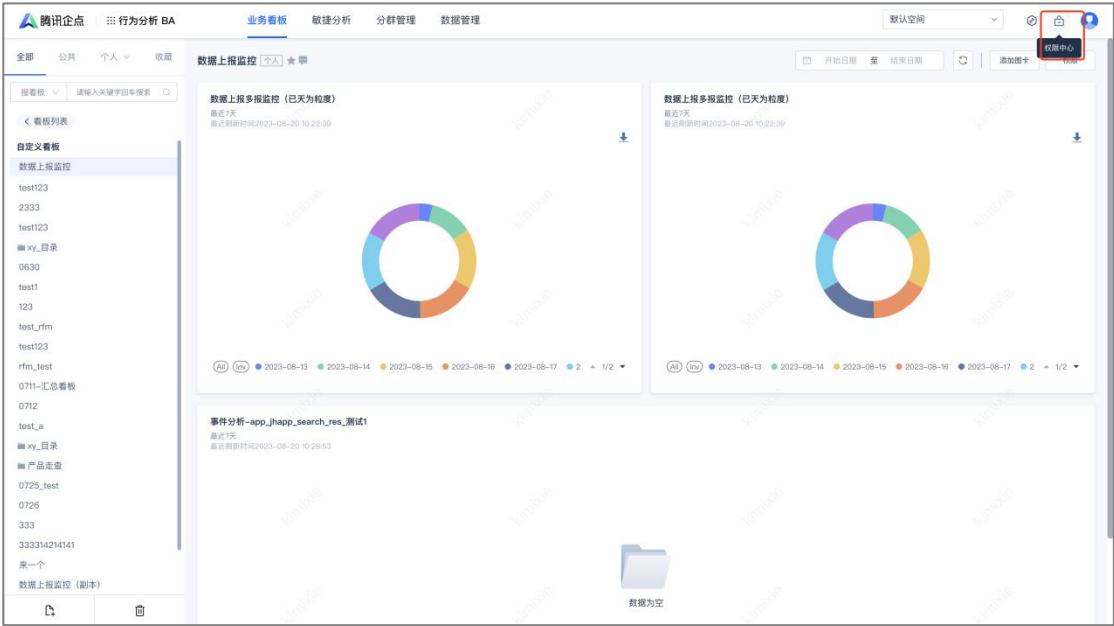 腾讯企点 行为分析 BA 业务看板 敏捷分析 分群管理 数据管理 默认空间
权限中心
全部 公共 个人 收藏
数据上报监控 个人 开始日期 至 结束日期 添加图卡
搜看板 请输入关键字回车搜索
看板列表
自定义看板
数据上报监控
test123
2333
test123
xy_目录
0630
test1
123
test_rfm
test123
rfm_test
0711-汇总看板
0712
test_a
xy_目录
产品走查
0725_test
0726
333
333314214141
来一个
数据上报监控（副本）
数据上报多报监控（已天为粒度）
最近7天
最近刷新时间2023-08-20 10:22:39
All Inv 2023-08-13 2023-08-14 2023-08-15 2023-08-16 2023-08-17 2 1/2
数据上报多报监控（已天为粒度）
最近7天
最近刷新时间2023-08-20 10:22:39
All Inv 2023-08-13 2023-08-14 2023-08-15 2023-08-16 2023-08-17 2 1/2
事件分析-app_jhapp_search_res_测试1
最近7天
最近刷新时间2023-08-20 10:28:53
数据为空